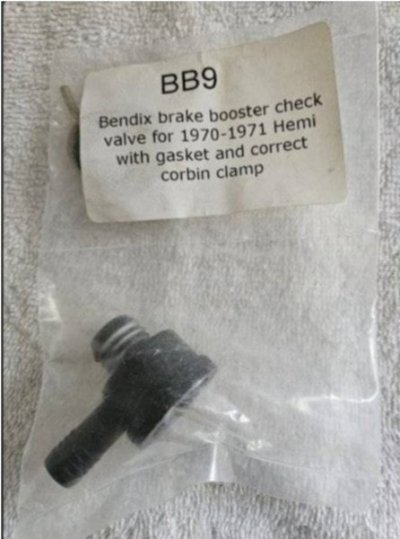 BB9
Bendix brake booster check
valve for 1970-1971 Hemi
with gasket and correct
corbin clamp